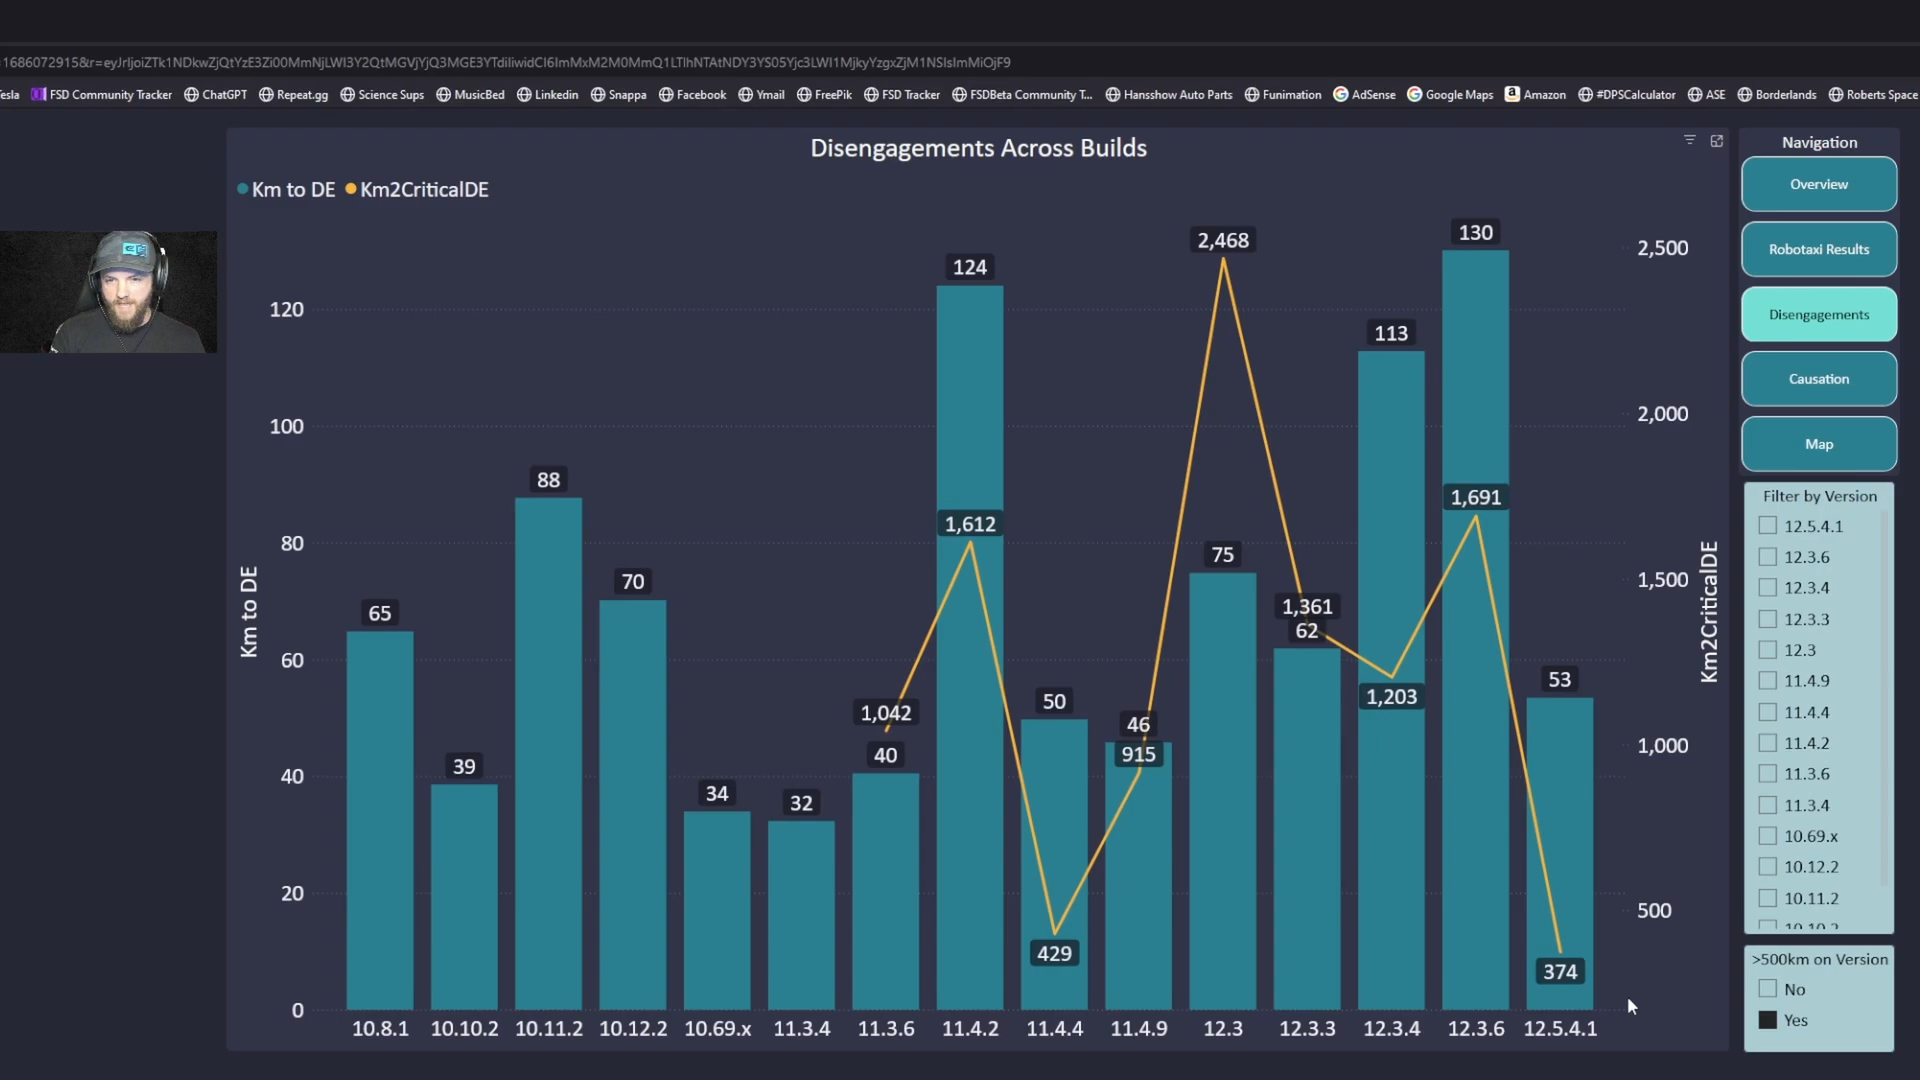 =1686072915&r=eyJrIjoiZTk1NDkwZjQtYzE3Zi00MmNjLWI3Y2QtMGVjYjQ3MGE3YTdiIiwidCI6ImMxM2M0MmQ1LTlhNTAtNDY3YS05Yjc3LWI1MjkyYzgxZjM1NSIsImMiOjF9
esla FSD Community Tracker ChatGPT Repeat.gg Science Sups MusicBed Linkedin Snappa Facebook Ymail FreePik FSD Tracker FSDBeta Community T... Hansshow Auto Parts Funimation AdSense Google Maps Amazon #DPSCalculator ASE Borderlands Roberts Space
Disengagements Across Builds
Km to DE Km2CriticalDE
Km to DE
120
100
80
60
40
20
0
65
39
88
70
34
32
40
124
50
46
75
62
113
130
53
1,042
1,612
429
915
2,468
1,361
1,203
1,691
374
10.8.1 10.10.2 10.11.2 10.12.2 10.69.x 11.3.4 11.3.6 11.4.2 11.4.4 11.4.9 12.3 12.3.3 12.3.4 12.3.6 12.5.4.1
2,500
2,000
1,500
1,000
500
Km2CriticalDE
Navigation
Overview
Robotaxi Results
Disengagements
Causation
Map
Filter by Version
12.5.4.1
12.3.6
12.3.4
12.3.3
12.3
11.4.9
11.4.4
11.4.2
11.3.6
11.3.4
10.69.x
10.12.2
10.11.2
10.10.2
>500km on Version
No
Yes